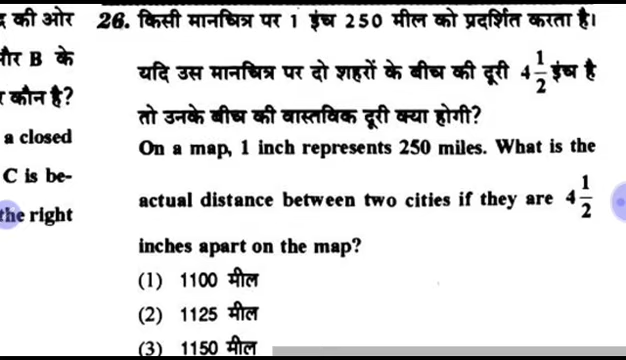 की ओर
और B के
कौन है?
a closed
C is be-
the right
26. किसी मानचित्र पर 1 इंच 250 मील को प्रदर्शित करता है।
यदि उस मानचित्र पर दो शहरों के बीच की दूरी 4 1/2 इंच है
तो उनके बीच की वास्तविक दूरी क्या होगी?
On a map, 1 inch represents 250 miles. What is the
actual distance between two cities if they are 4 1/2
inches apart on the map?
(1) 1100 मील
(2) 1125 मील
(3) 1150 मील